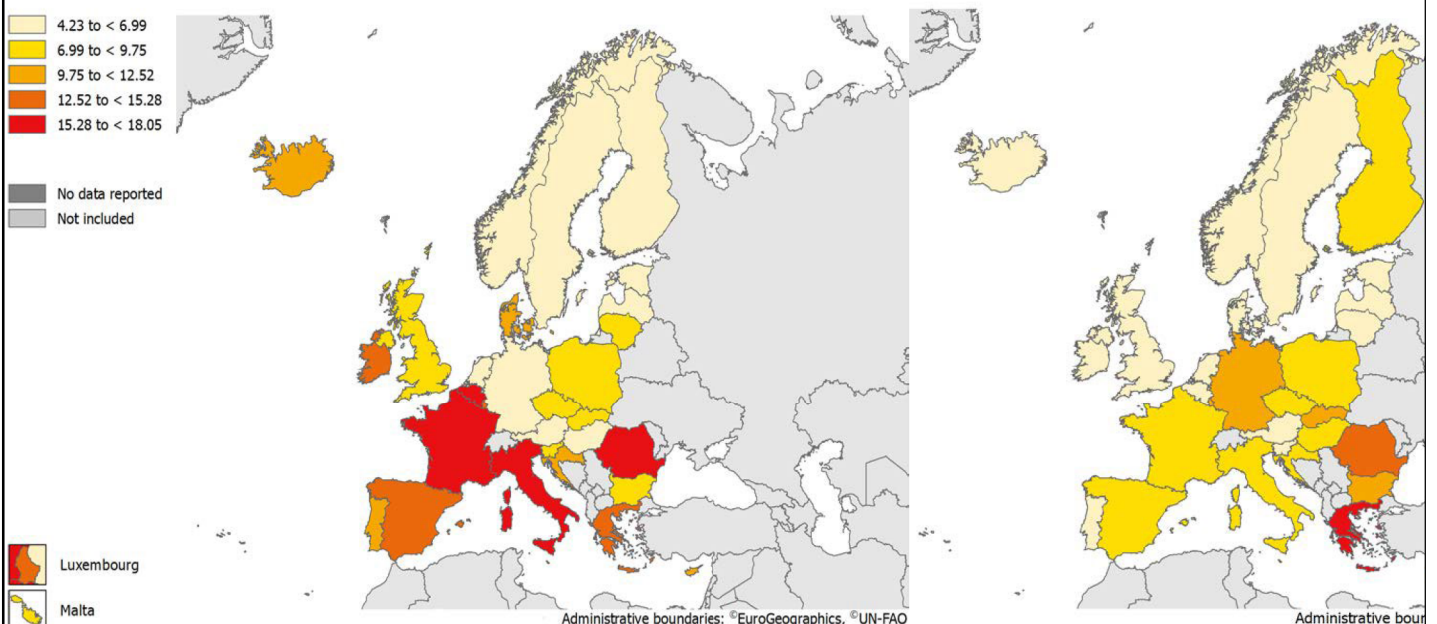 4.23 to < 6.99
6.99 to < 9.75
9.75 to < 12.52
12.52 to < 15.28
15.28 to < 18.05
No data reported
Not included
Luxembourg
Malta
Administrative boundaries: ©EuroGeographics, ©UN-FAO
Administrative bour